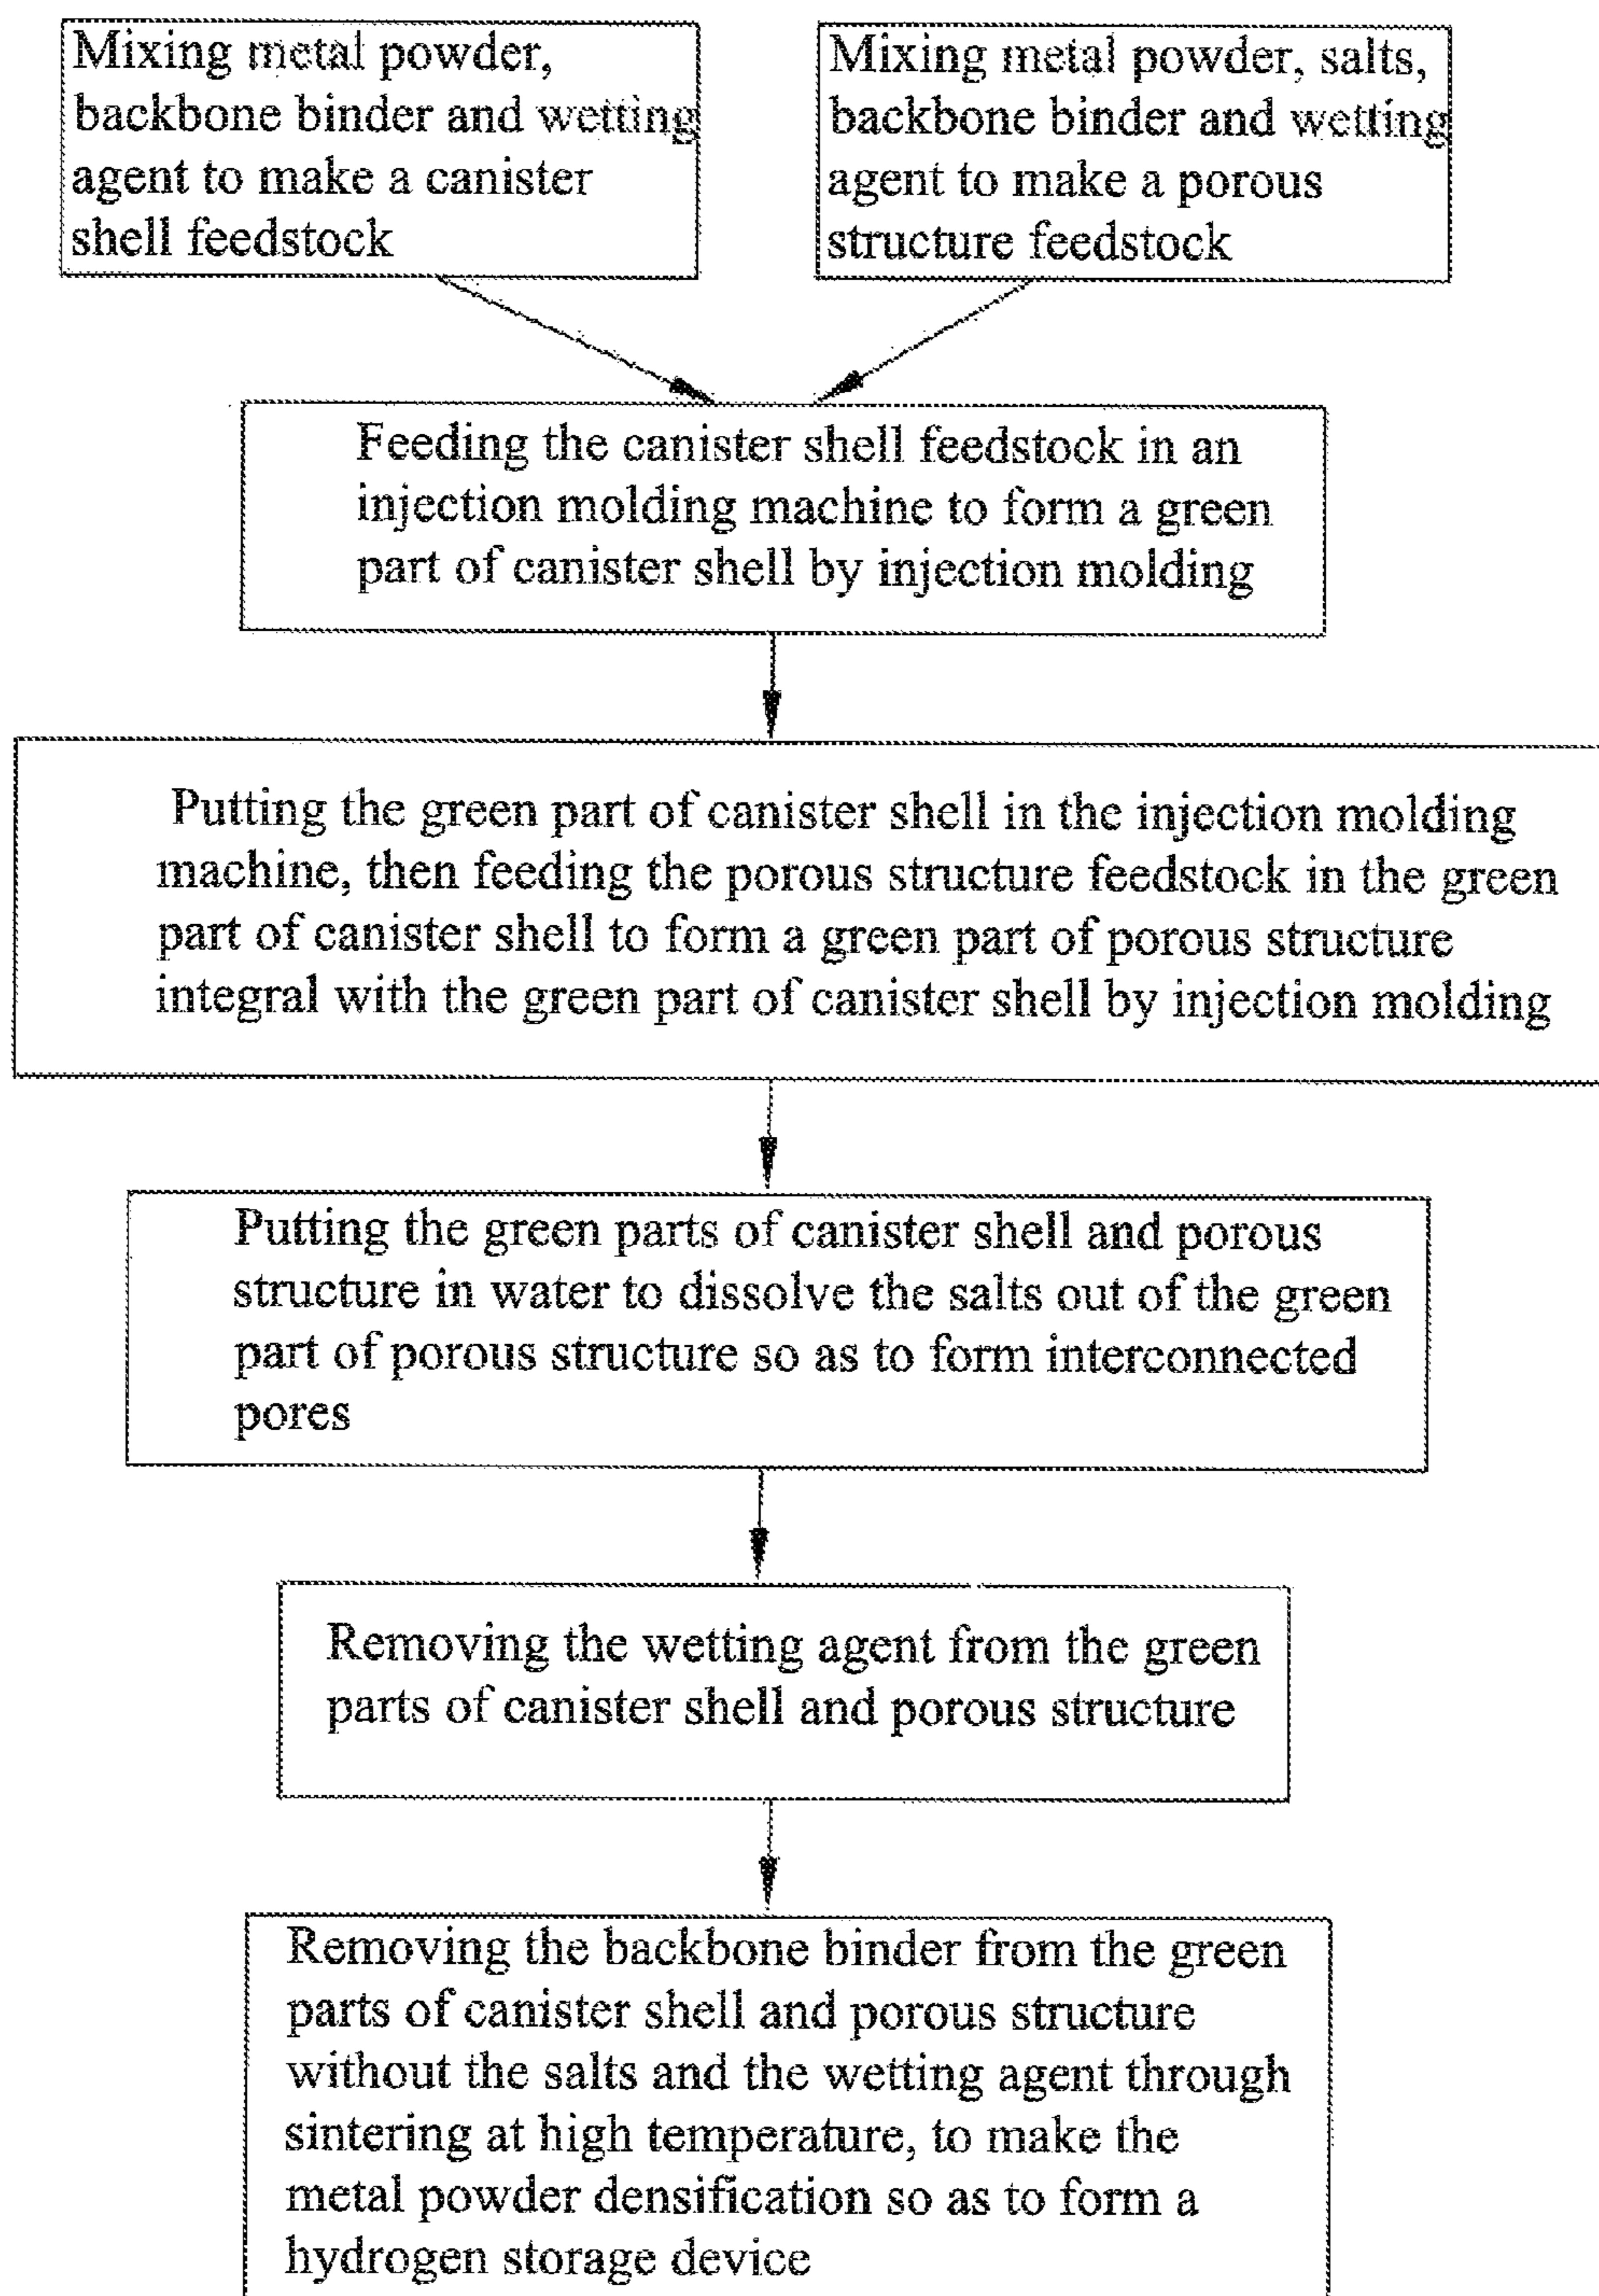 Mixing metal powder,
backbone binder and wetting
agent to make a canister
shell feedstock
Mixing metal powder, salts,
backbone binder and wetting
agent to make a porous
structure feedstock
Feeding the canister shell feedstock in an
injection molding machine to form a green
part of canister shell by injection molding
Putting the green part of canister shell in the injection molding
machine, then feeding the porous structure feedstock in the green
part of canister shell to form a green part of porous structure
integral with the green part of canister shell by injection molding
Putting the green parts of canister shell and porous
structure in water to dissolve the salts out of the green
part of porous structure so as to form interconnected
pores
Removing the wetting agent from the green
parts of canister shell and porous structure
Removing the backbone binder from the green
parts of canister shell and porous structure
without the salts and the wetting agent through
sintering at high temperature, to make the
metal powder densification so as to form a
hydrogen storage device